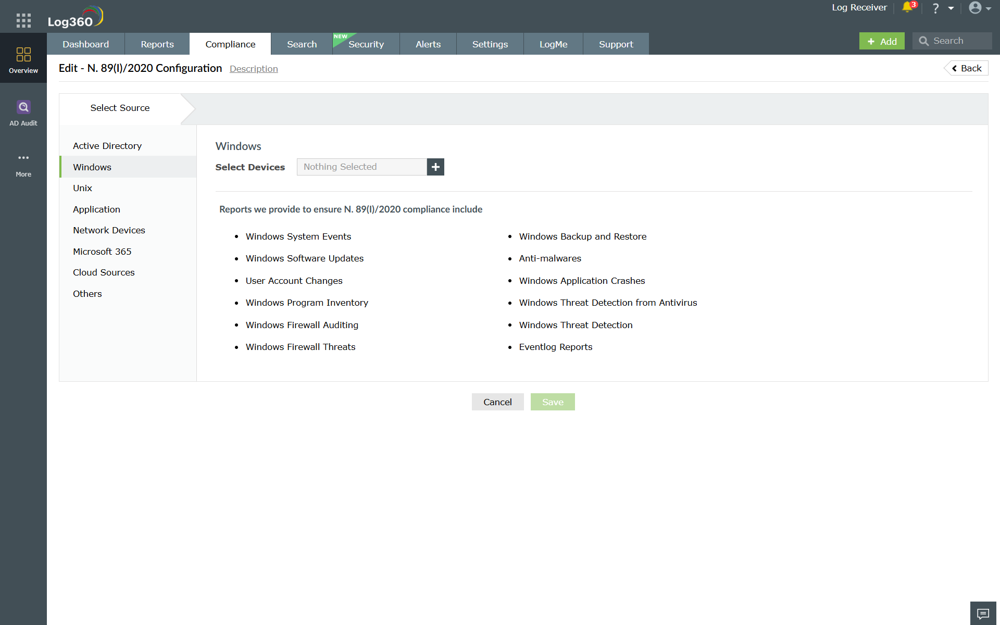 Log360
Log Receiver
3
?
Dashboard
Reports
Compliance
Search
NEW
Security
Alerts
Settings
LogMe
Support
+ Add
Search
Overview
AD Audit
More
Edit - N. 89(I)/2020 Configuration
Description
Back
Select Source
Active Directory
Windows
Unix
Application
Network Devices
Microsoft 365
Cloud Sources
Others
Windows
Select Devices
Nothing Selected
+
Reports we provide to ensure N. 89(I)/2020 compliance include
• Windows System Events
• Windows Software Updates
• User Account Changes
• Windows Program Inventory
• Windows Firewall Auditing
• Windows Firewall Threats
• Windows Backup and Restore
• Anti-malwares
• Windows Application Crashes
• Windows Threat Detection from Antivirus
• Windows Threat Detection
• Eventlog Reports
Cancel
Save